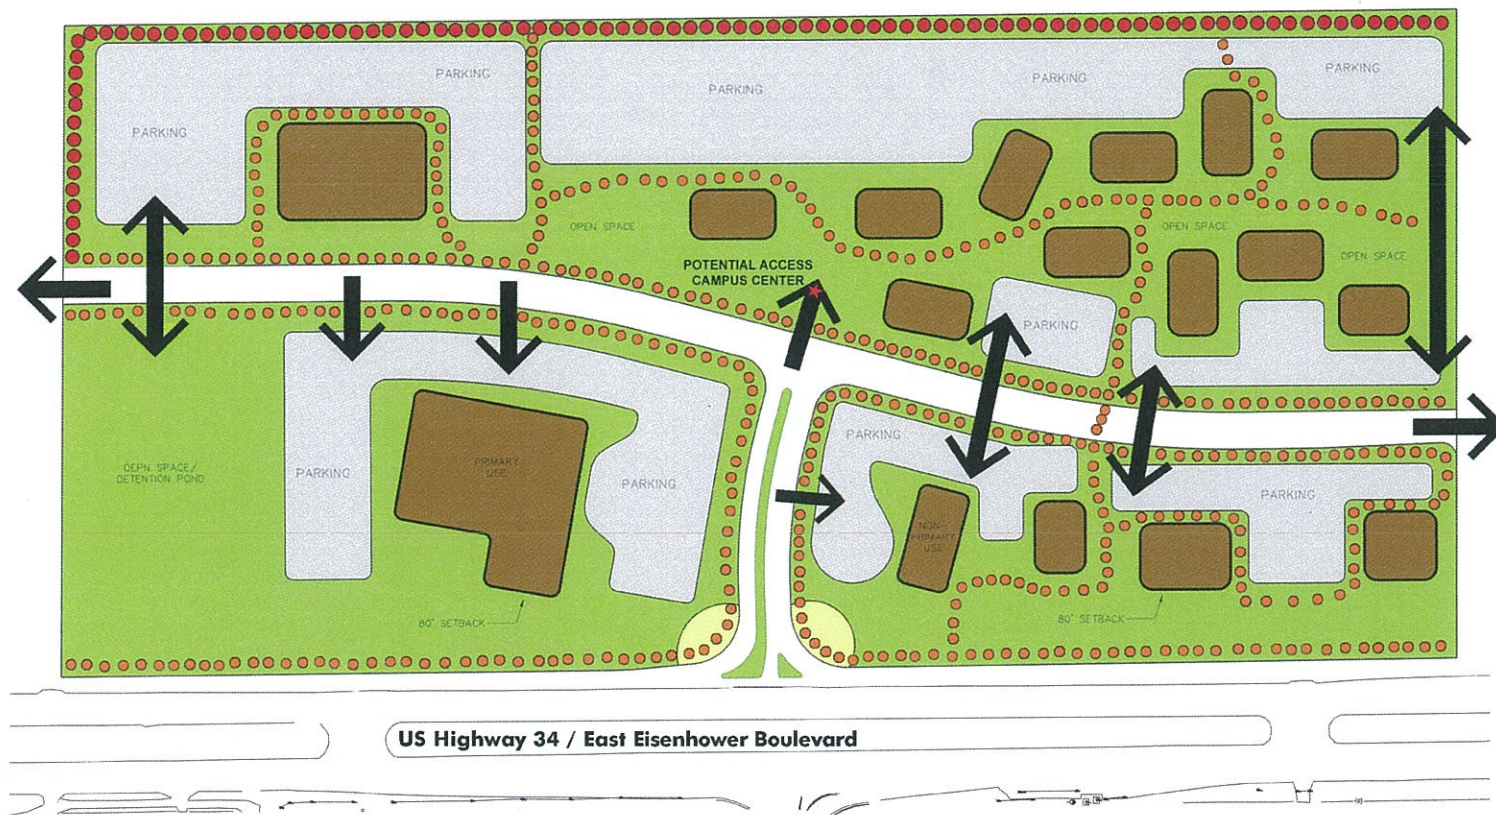 PARKING
PARKING
PARKING
PARKING
PARKING
OPEN SPACE
OPEN SPACE
OPEN SPACE
POTENTIAL ACCESS
CAMPUS CENTER
PARKING
PARKING
OEPN SPACE/
DETENTION POND
PARKING
PRIMARY
USE
PARKING
PARKING
NON-
PRIMARY
USE
80' SETBACK
80' SETBACK
US Highway 34 / East Eisenhower Boulevard